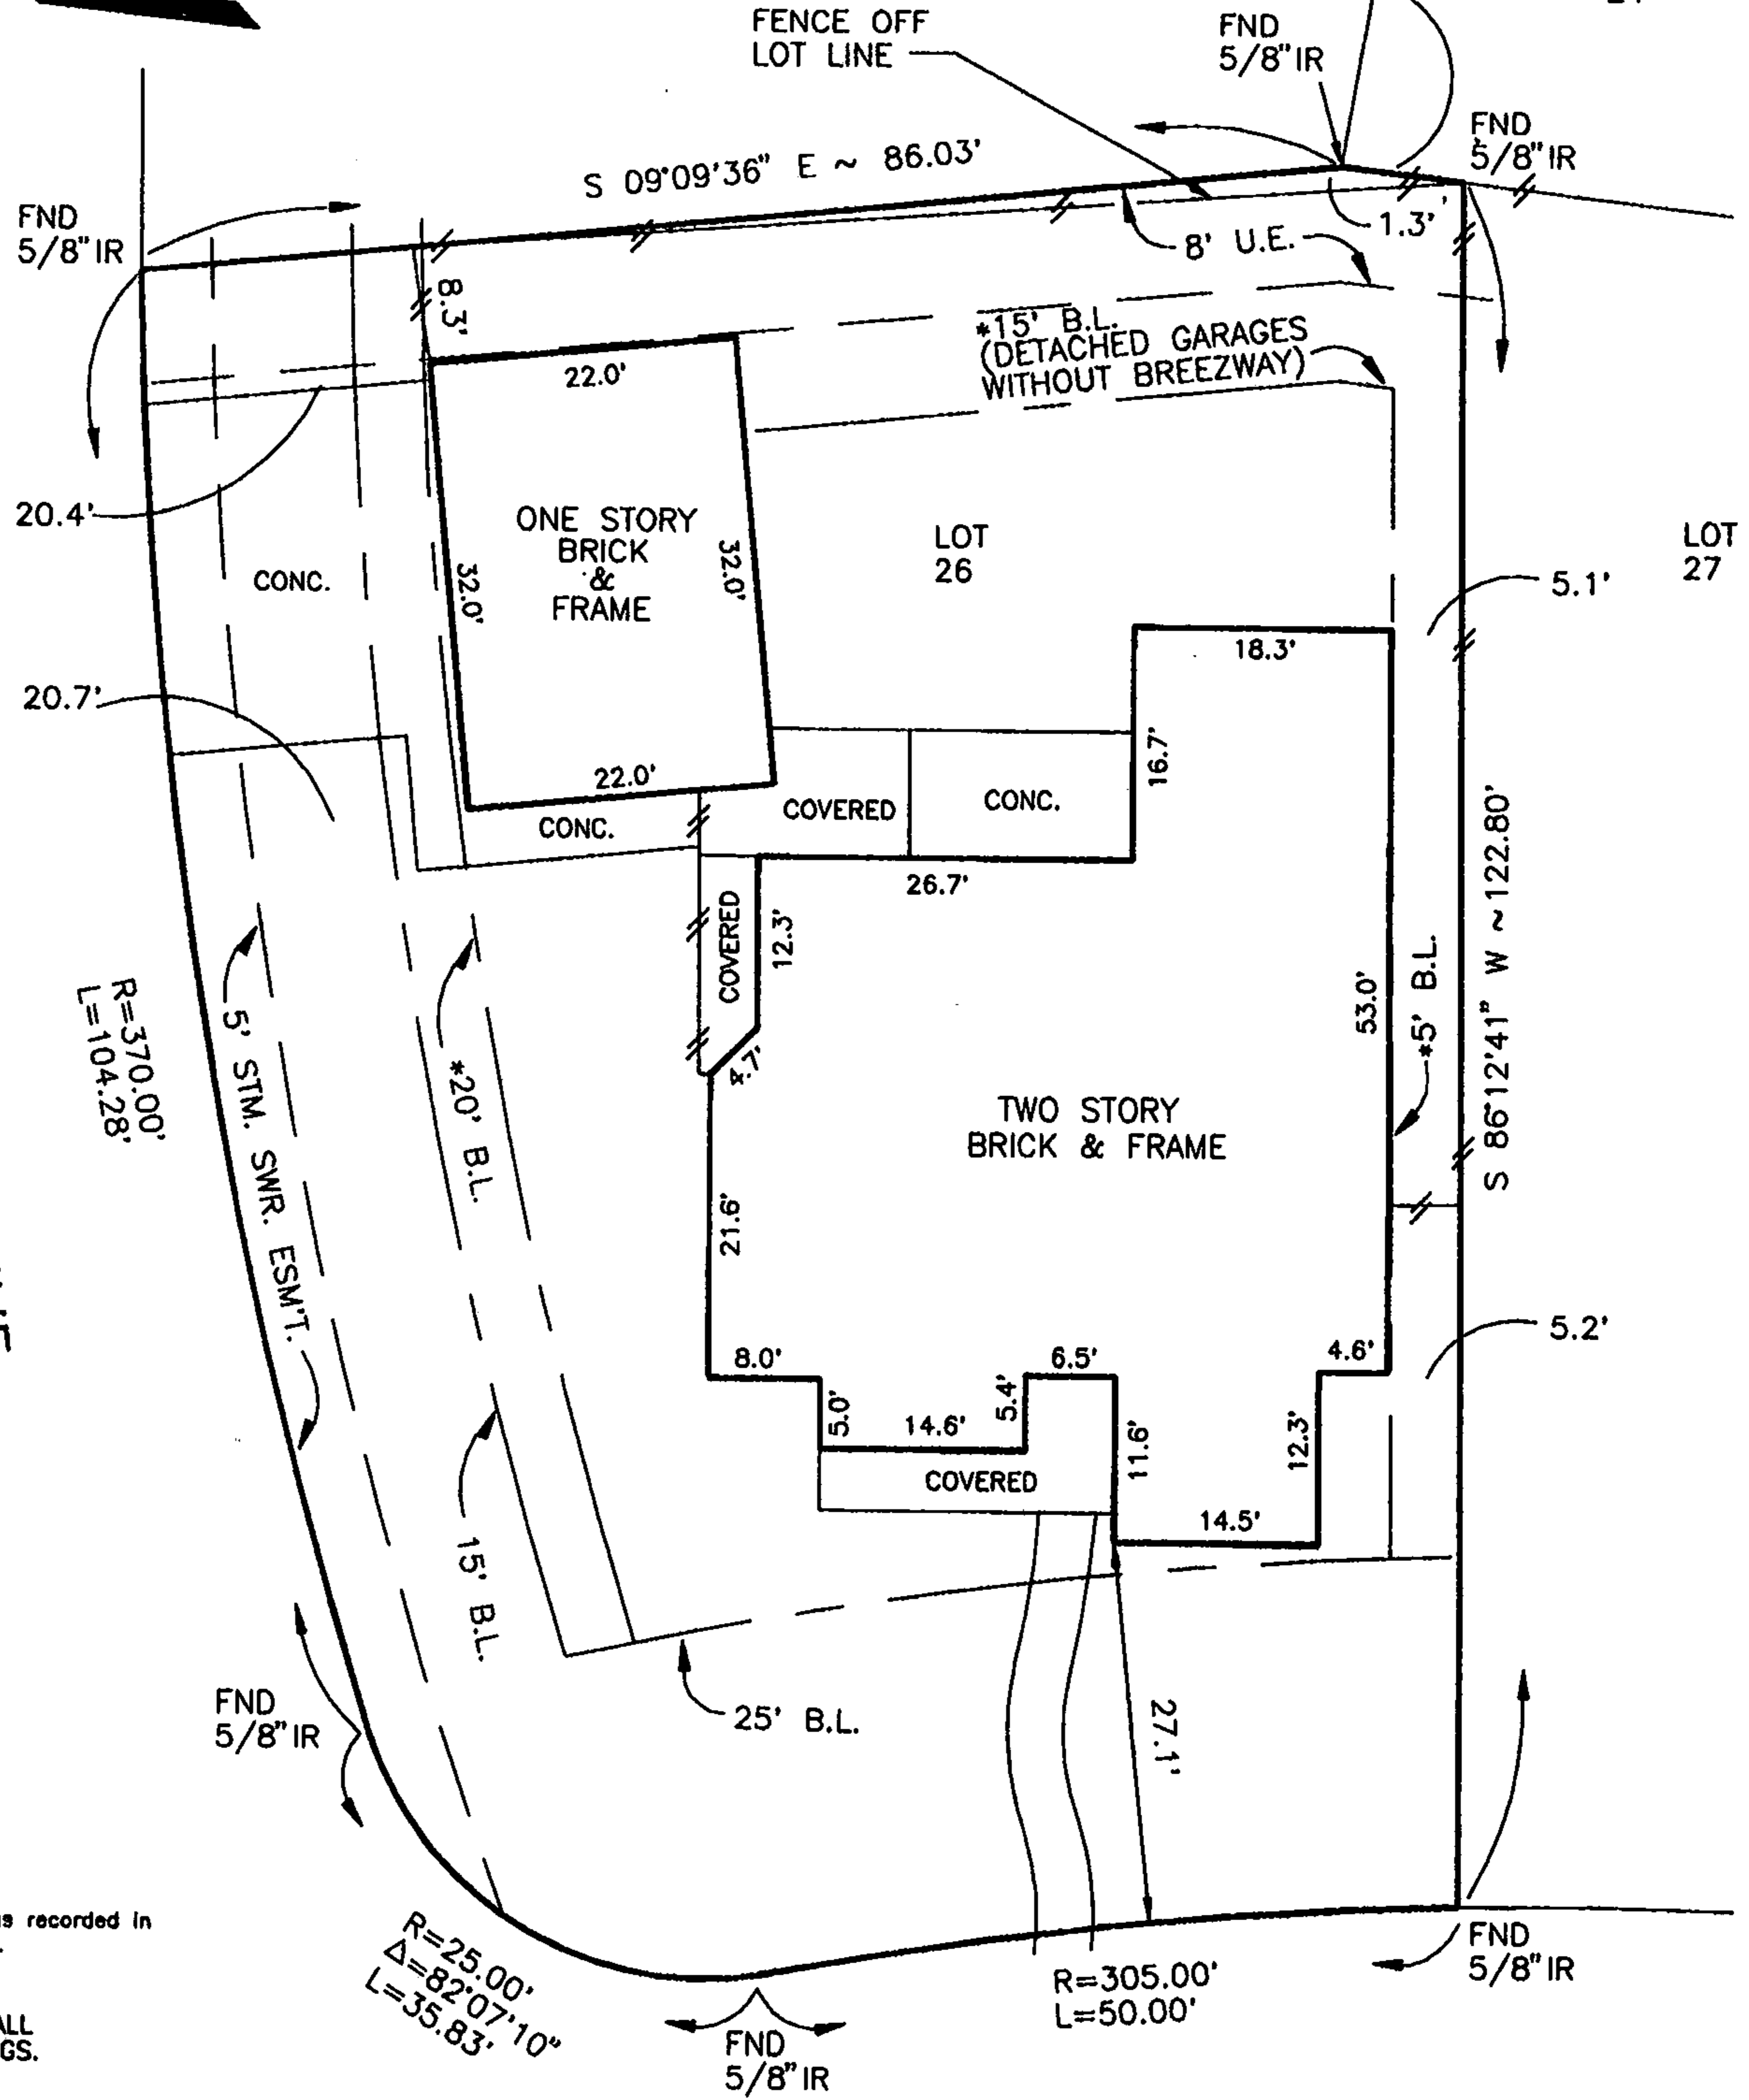 FENCE OFF
LOT LINE
FND
5/8" IR
FND
5/8" IR
S 09°09'36" E ~ 86.03'
FND
5/8" IR
1.3'
8' U.E.
8.3'
*15' B.L.
(DETACHED GARAGES
WITHOUT BREEZWAY)
22.0'
20.4'
ONE STORY
BRICK
&
FRAME
32.0'
32.0'
CONC.
LOT
26
LOT
27
5.1'
18.3'
20.7'
16.7'
22.0'
CONC.
COVERED
CONC.
26.7'
COVERED
12.3'
4.7'
53.0'
*5' B.L.
S 86°12'41" W ~ 122.80'
R=370.00'
L=104.28'
5' STM. SWR. ESM'T.
*20' B.L.
TWO STORY
BRICK & FRAME
21.6'
8.0'
5.0'
14.6'
5.4'
6.5'
11.6'
12.3'
4.6'
5.2'
COVERED
14.5'
15' B.L.
25' B.L.
27.1'
FND
5/8" IR
recorded in
R=25.00'
Δ=82°07'10"
L=35.83'
R=305.00'
L=50.00'
FND
5/8" IR
FND
5/8" IR